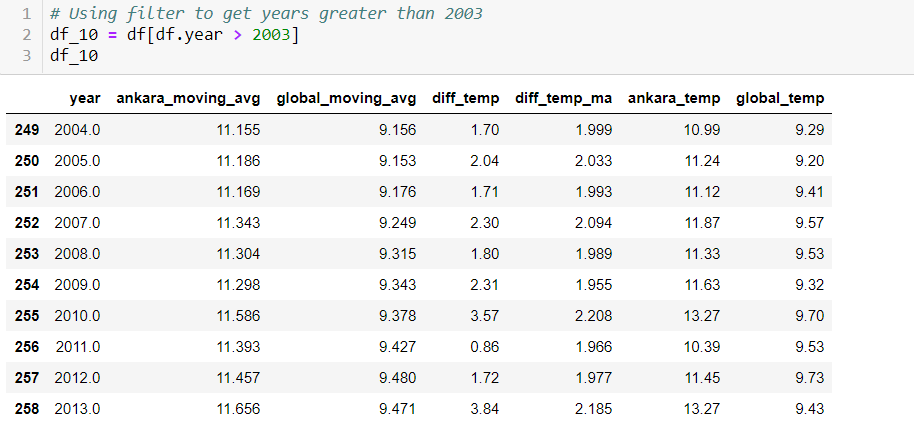 1 # Using filter to get years greater than 2003
2 df_10 = df[df.year > 2003]
3 df_10
year ankara_moving_avg global_moving_avg diff_temp diff_temp_ma ankara_temp global_temp
249 2004.0 11.155 9.156 1.70 1.999 10.99 9.29
250 2005.0 11.186 9.153 2.04 2.033 11.24 9.20
251 2006.0 11.169 9.176 1.71 1.993 11.12 9.41
252 2007.0 11.343 9.249 2.30 2.094 11.87 9.57
253 2008.0 11.304 9.315 1.80 1.989 11.33 9.53
254 2009.0 11.298 9.343 2.31 1.955 11.63 9.32
255 2010.0 11.586 9.378 3.57 2.208 13.27 9.70
256 2011.0 11.393 9.427 0.86 1.966 10.39 9.53
257 2012.0 11.457 9.480 1.72 1.977 11.45 9.73
258 2013.0 11.656 9.471 3.84 2.185 13.27 9.43